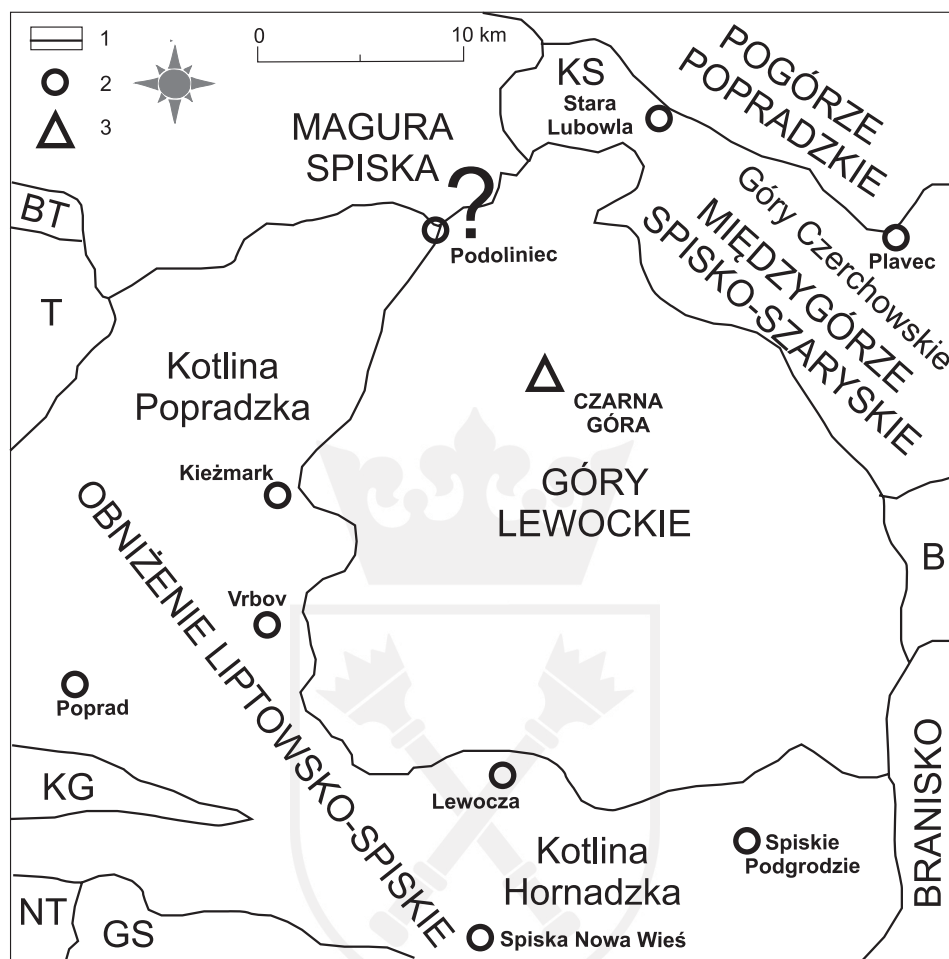 1
2
3
0 10 km
KS
Stara
Lubowla
POGÓRZE
POPRADZKIE
MAGURA
SPISKA
?
Podoliniec
Góry Czerchowskie
Plavec
MIĘDZYGÓRZE
SPISKO-SZARYSKIE
BT
T
Kotlina
Popradzka
CZARNA
GÓRA
Kieżmark
GÓRY
LEWOCKIE
OBNIŻENIE LIPTOWSKO-SPISKIE
B
Vrbov
Poprad
KG
Lewocza
BRANISKO
Kotlina
Hornadzka
Spiskie
Podgrodzie
NT
GS
Spiska Nowa Wieś